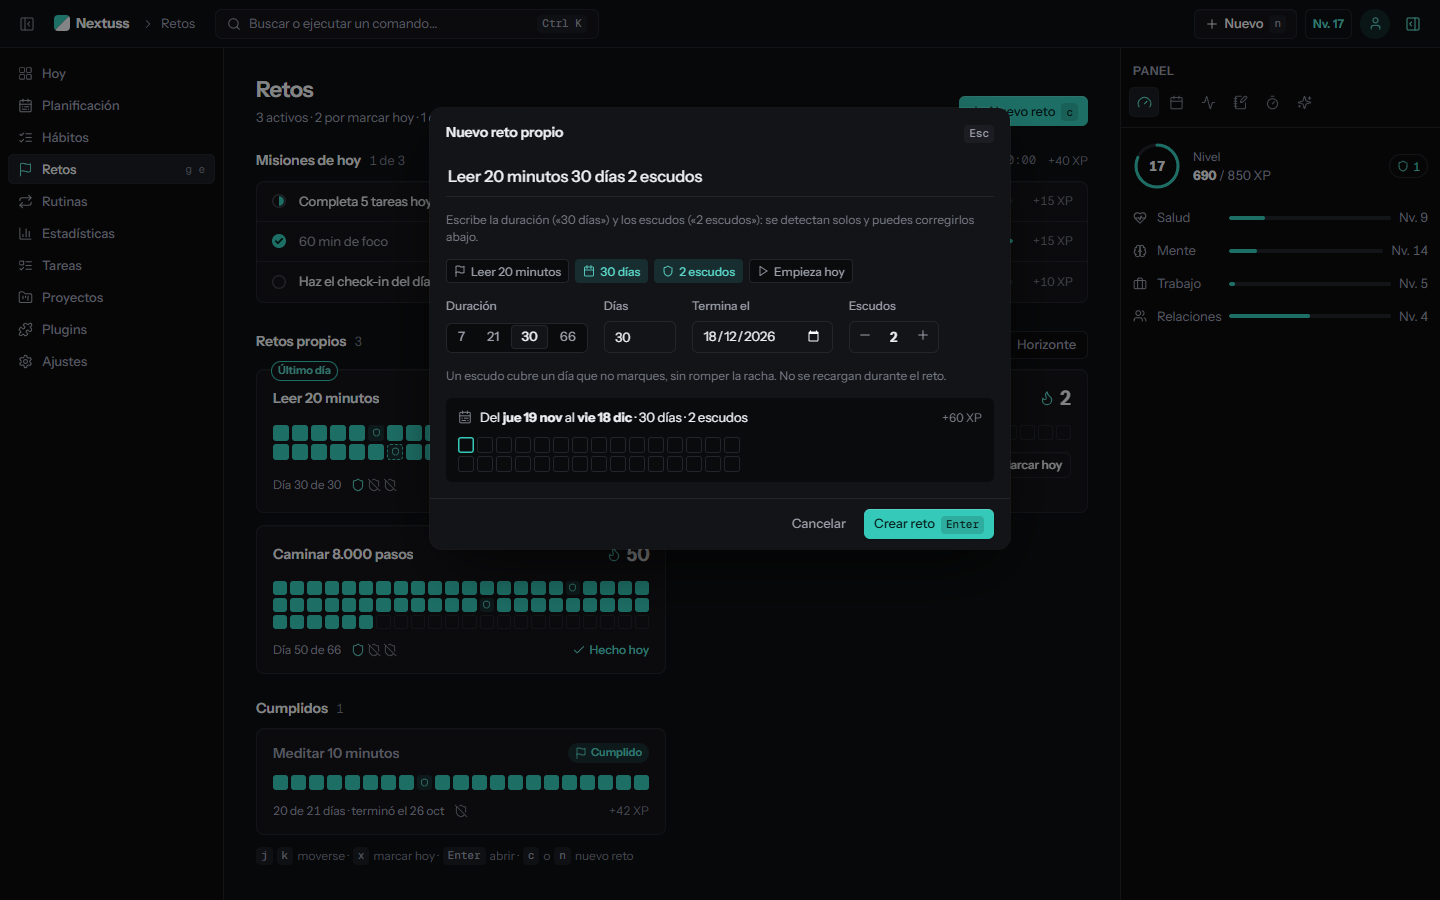 Nextuss
Retos
Buscar o ejecutar un comando...
Ctrl K
Nuevo n
Nv. 17
Hoy
Planificación
Hábitos
Retos g e
Rutinas
Estadísticas
Tareas
Proyectos
Plugins
Ajustes
Retos
3 activos · 2 por marcar hoy · 1
evo reto c
Misiones de hoy 1 de 3
0:00 +40 XP
Completa 5 tareas hoy
+15 XP
60 min de foco
+15 XP
Haz el check-in del día
+10 XP
Retos propios 3
Horizonte
Último día
Leer 20 minutos
2
Día 30 de 30
arcar hoy
Caminar 8.000 pasos
50
Día 50 de 66
Hecho hoy
Cumplidos 1
Meditar 10 minutos
Cumplido
20 de 21 días · terminó el 26 oct
+42 XP
j k moverse · x marcar hoy · Enter abrir · c o n nuevo reto
Nuevo reto propio
Esc
Leer 20 minutos 30 días 2 escudos
Escribe la duración («30 días») y los escudos («2 escudos»): se detectan solos y puedes corregirlos
abajo.
Leer 20 minutos
30 días
2 escudos
Empieza hoy
Duración
Días
Termina el
Escudos
7 21 30 66
30
18/12/2026
2
Un escudo cubre un día que no marques, sin romper la racha. No se recargan durante el reto.
Del jue 19 nov al vie 18 dic · 30 días · 2 escudos
+60 XP
Cancelar
Crear reto Enter
PANEL
17
Nivel
690 / 850 XP
1
Salud
Nv. 9
Mente
Nv. 14
Trabajo
Nv. 5
Relaciones
Nv. 4